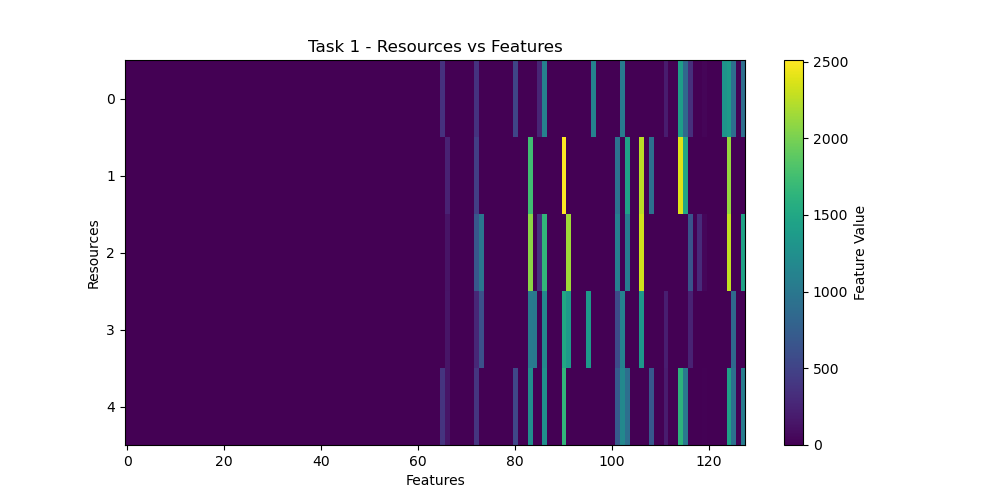 Task 1 - Resources vs Features
Resources
0
1
2
3
4
0 20 40 60 80 100 120
Features
2500
2000
1500
1000
500
0
Feature Value